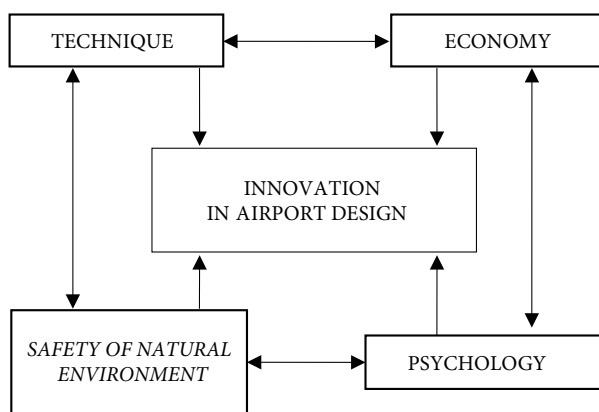 TECHNIQUE
ECONOMY
INNOVATION
IN AIRPORT DESIGN
SAFETY OF NATURAL
ENVIRONMENT
PSYCHOLOGY